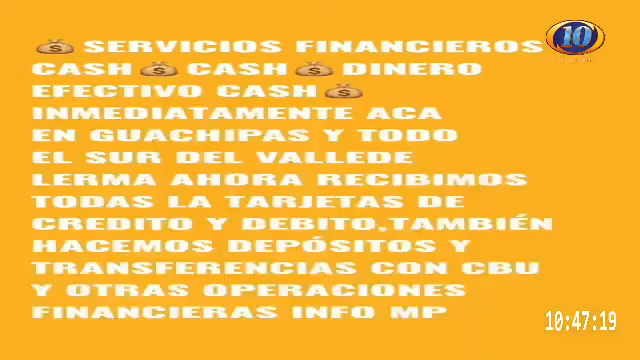 💰 SERVICIOS FINANCIEROS
CASH 💰 CASH 💰 DINERO
EFECTIVO CASH 💰
INMEDIATAMENTE ACA
EN GUACHIPAS Y TODO
EL SUR DEL VALLEDE
LERMA AHORA RECIBIMOS
TODAS LA TARJETAS DE
CREDITO Y DEBITO,TAMBIÉN
HACEMOS DEPÓSITOS Y
TRANSFERENCIAS CON CBU
Y OTRAS OPERACIONES
FINANCIERAS INFO MP
10
10:47:19